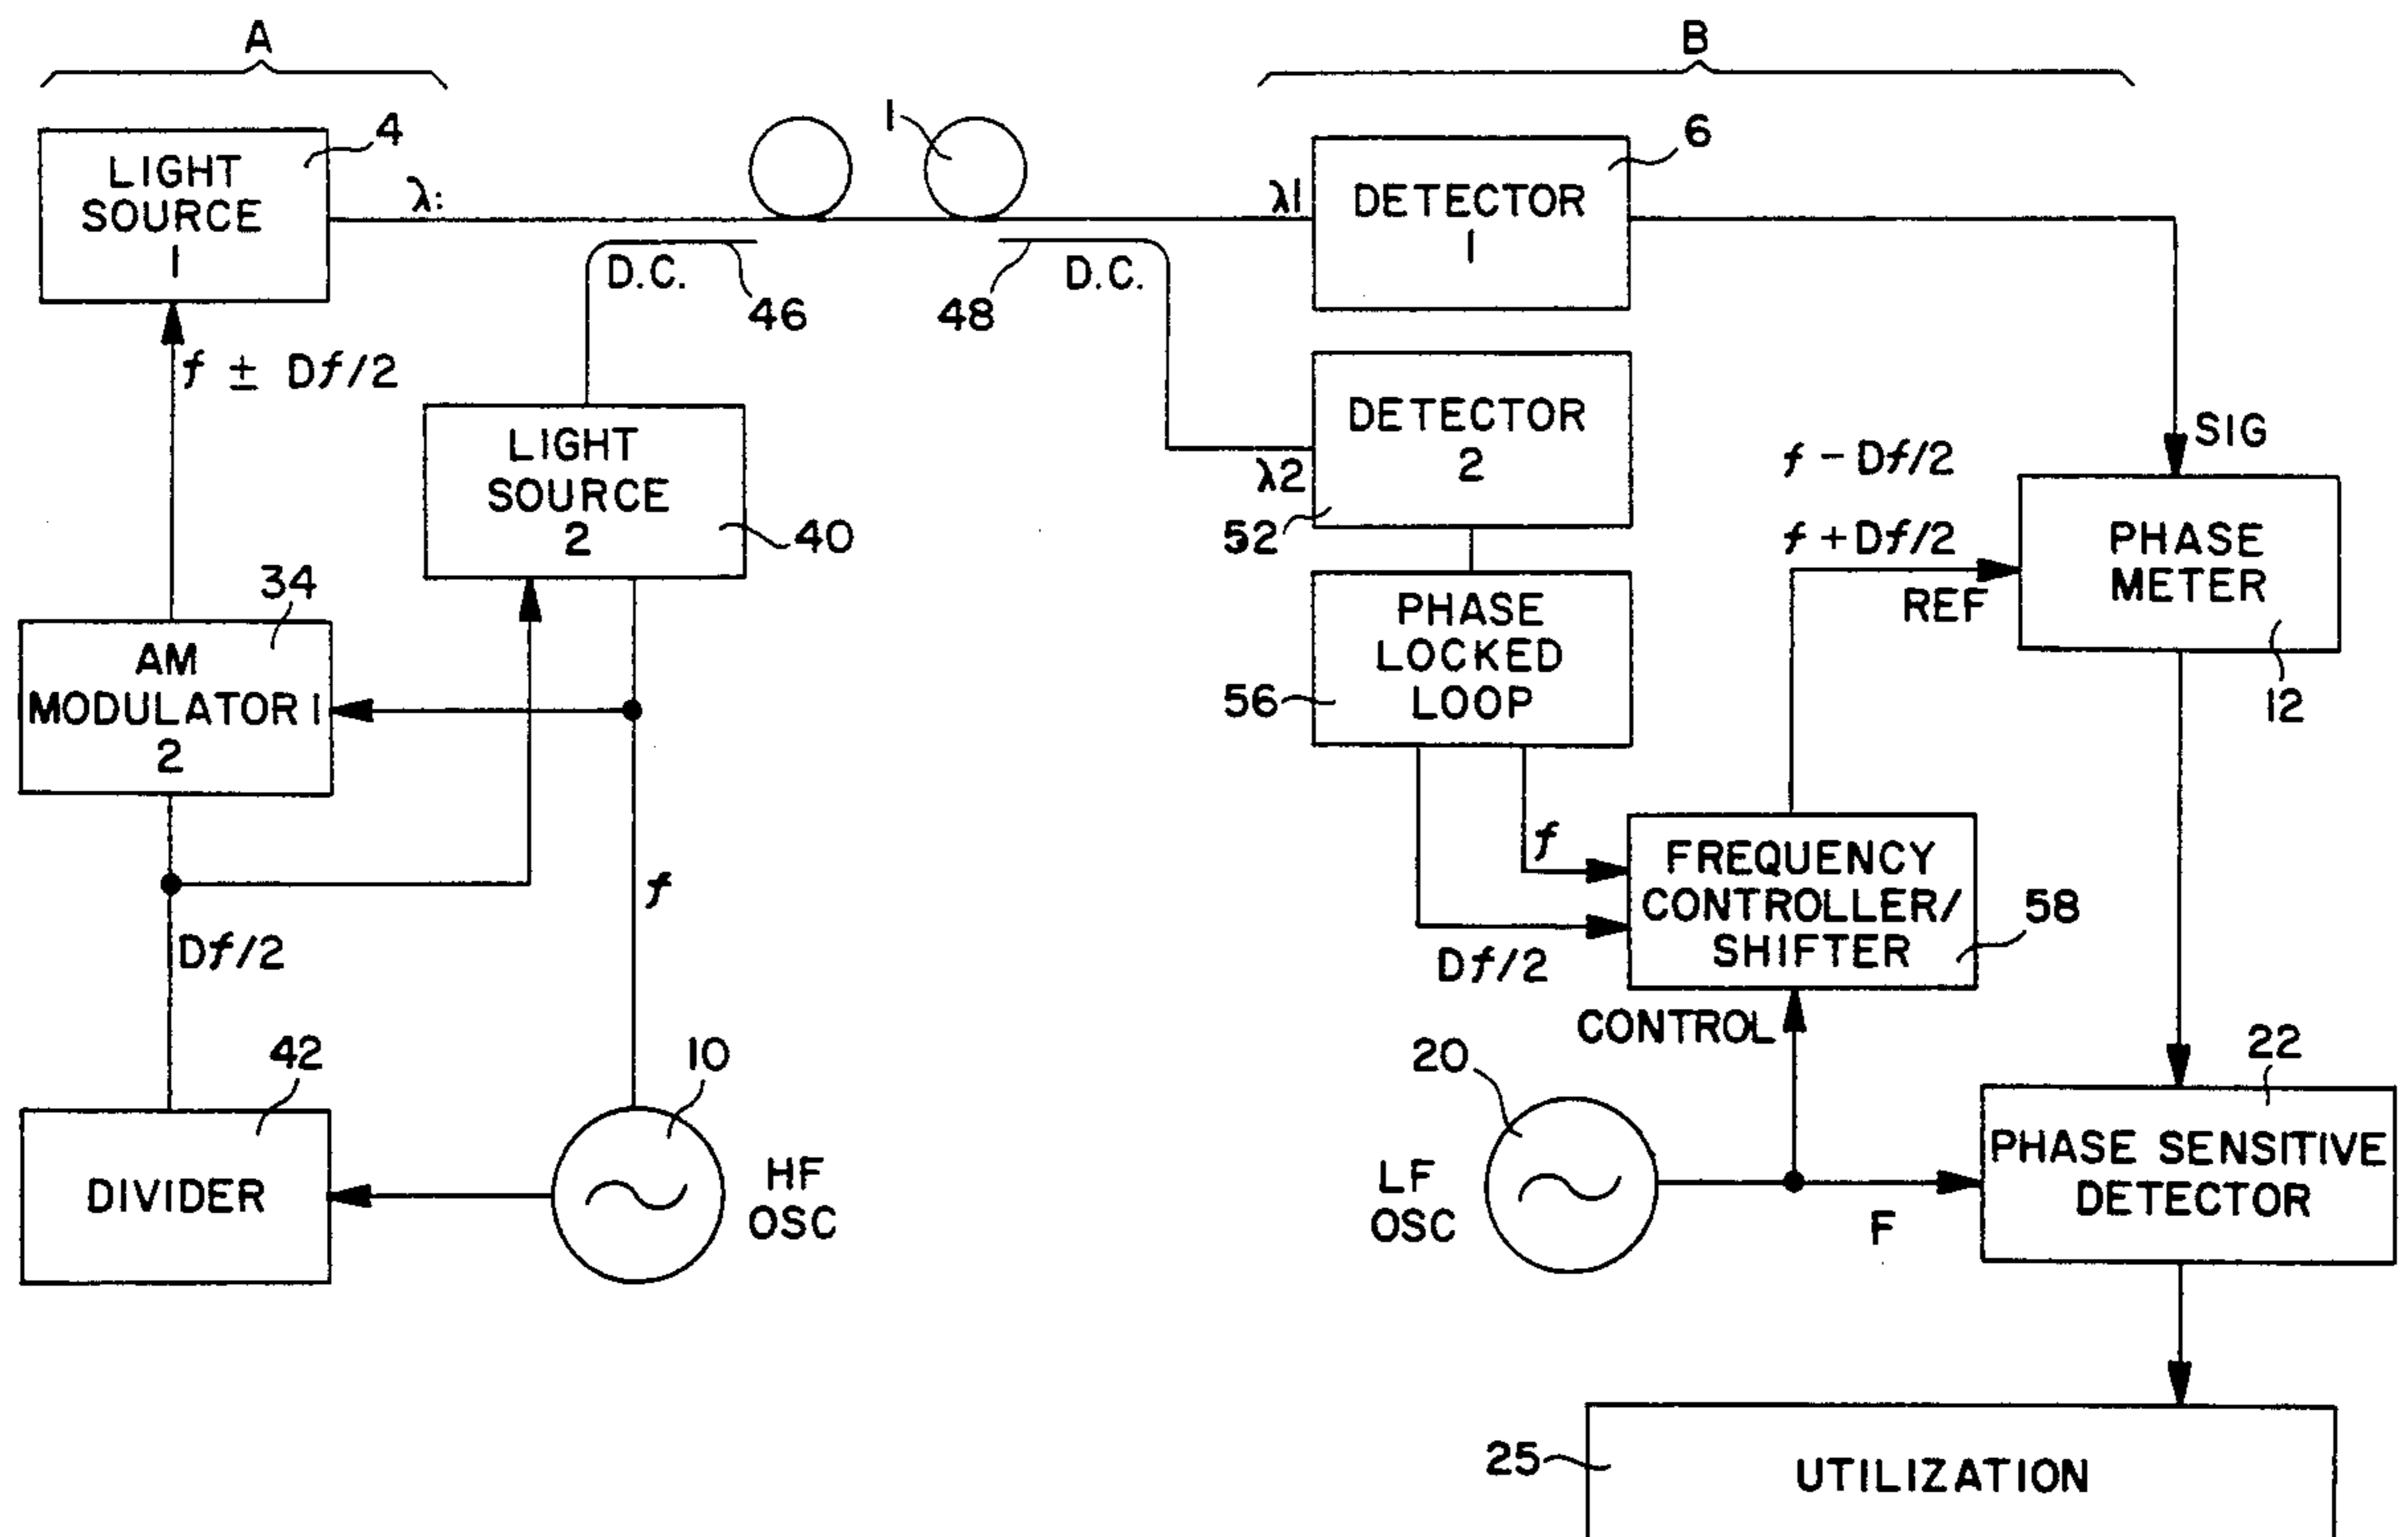 A
B
LIGHT
SOURCE
1
4
λ:
1
λ1
DETECTOR
1
6
D.C.
46
48
D.C.
f ± Df/2
LIGHT
SOURCE
2
40
DETECTOR
2
λ2
52
SIG
f - Df/2
f + Df/2
REF
PHASE
METER
12
34
AM
MODULATOR 1
2
PHASE
LOCKED
LOOP
56
f
f
Df/2
Df/2
FREQUENCY
CONTROLLER/
SHIFTER
58
CONTROL
42
DIVIDER
10
HF
OSC
20
LF
OSC
F
22
PHASE SENSITIVE
DETECTOR
25
UTILIZATION